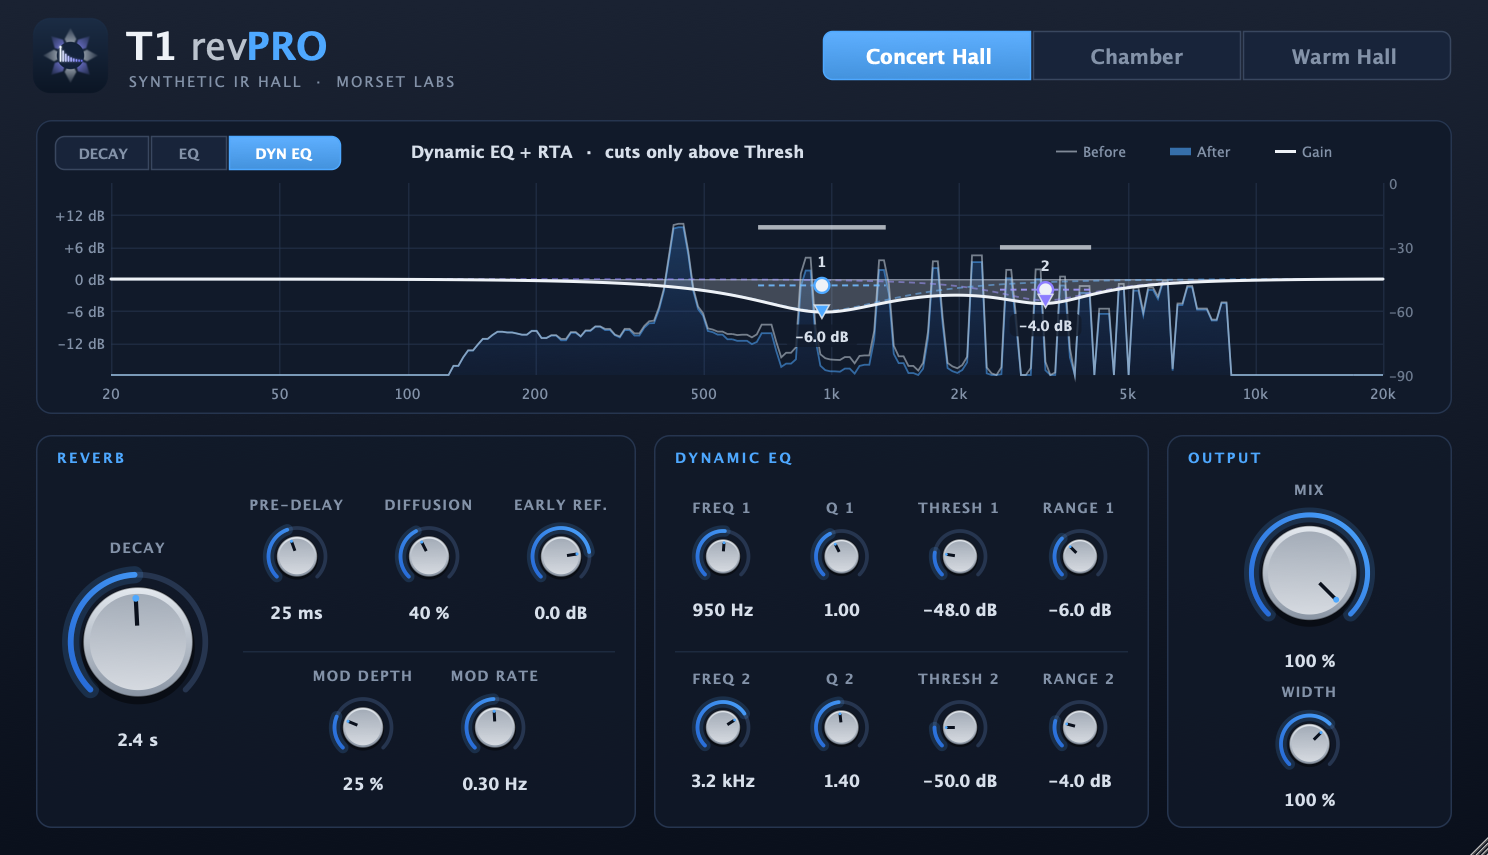 T1 revPRO
SYNTHETIC IR HALL · MORSET LABS
Concert Hall
Chamber
Warm Hall
DECAY
EQ
DYN EQ
Dynamic EQ + RTA · cuts only above Thresh
Before
After
Gain
+12 dB
+6 dB
0 dB
−6 dB
−12 dB
0
−30
−60
−90
1
−6.0 dB
2
−4.0 dB
20
50
100
200
500
1k
2k
5k
10k
20k
REVERB
DECAY
2.4 s
PRE-DELAY
DIFFUSION
EARLY REF.
25 ms
40 %
0.0 dB
MOD DEPTH
MOD RATE
25 %
0.30 Hz
DYNAMIC EQ
FREQ 1
Q 1
THRESH 1
RANGE 1
950 Hz
1.00
−48.0 dB
−6.0 dB
FREQ 2
Q 2
THRESH 2
RANGE 2
3.2 kHz
1.40
−50.0 dB
−4.0 dB
OUTPUT
MIX
100 %
WIDTH
100 %